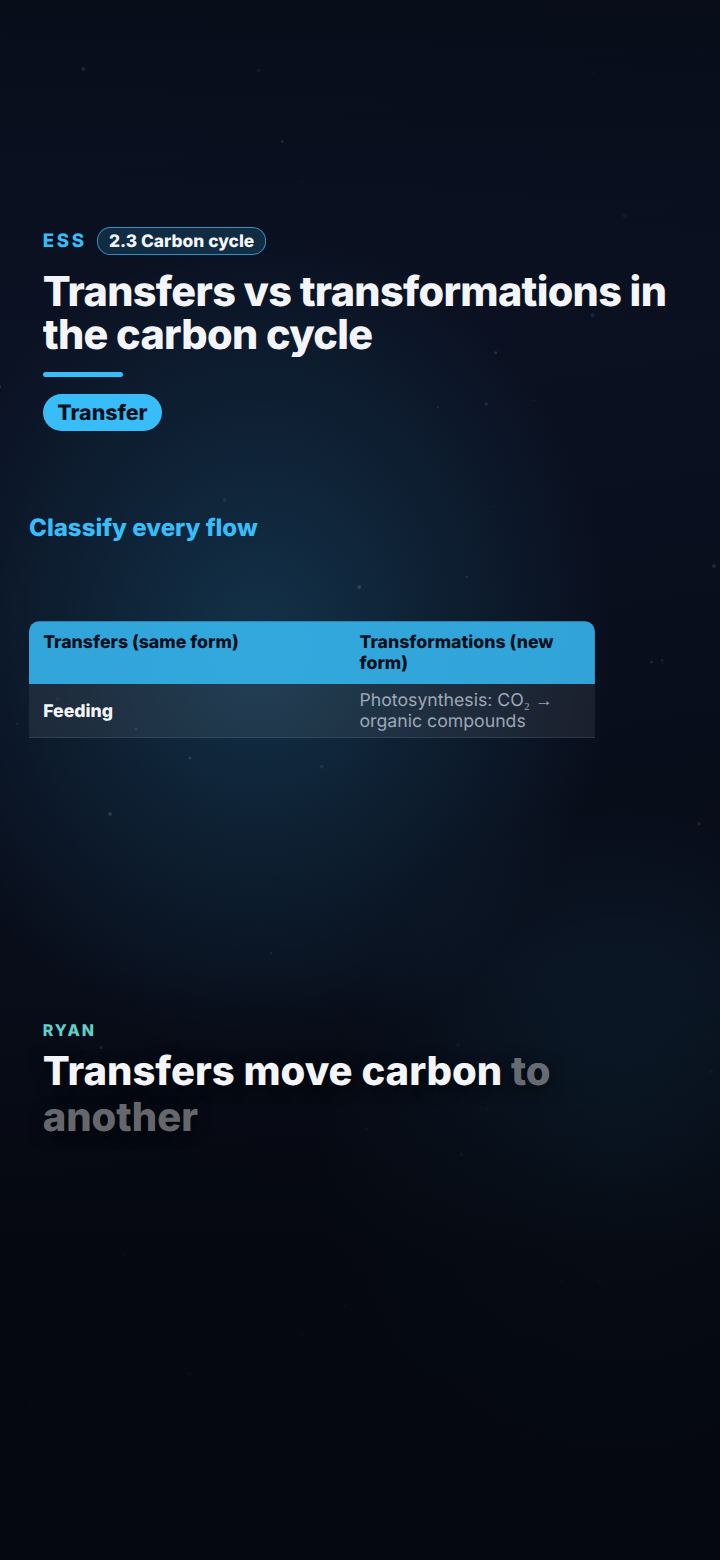 ESS 2.3 Carbon cycle
Transfers vs transformations in
the carbon cycle
Transfer
Classify every flow
Transfers (same form) Transformations (new
form)
Feeding Photosynthesis: CO₂ →
organic compounds
RYAN
Transfers move carbon to
another